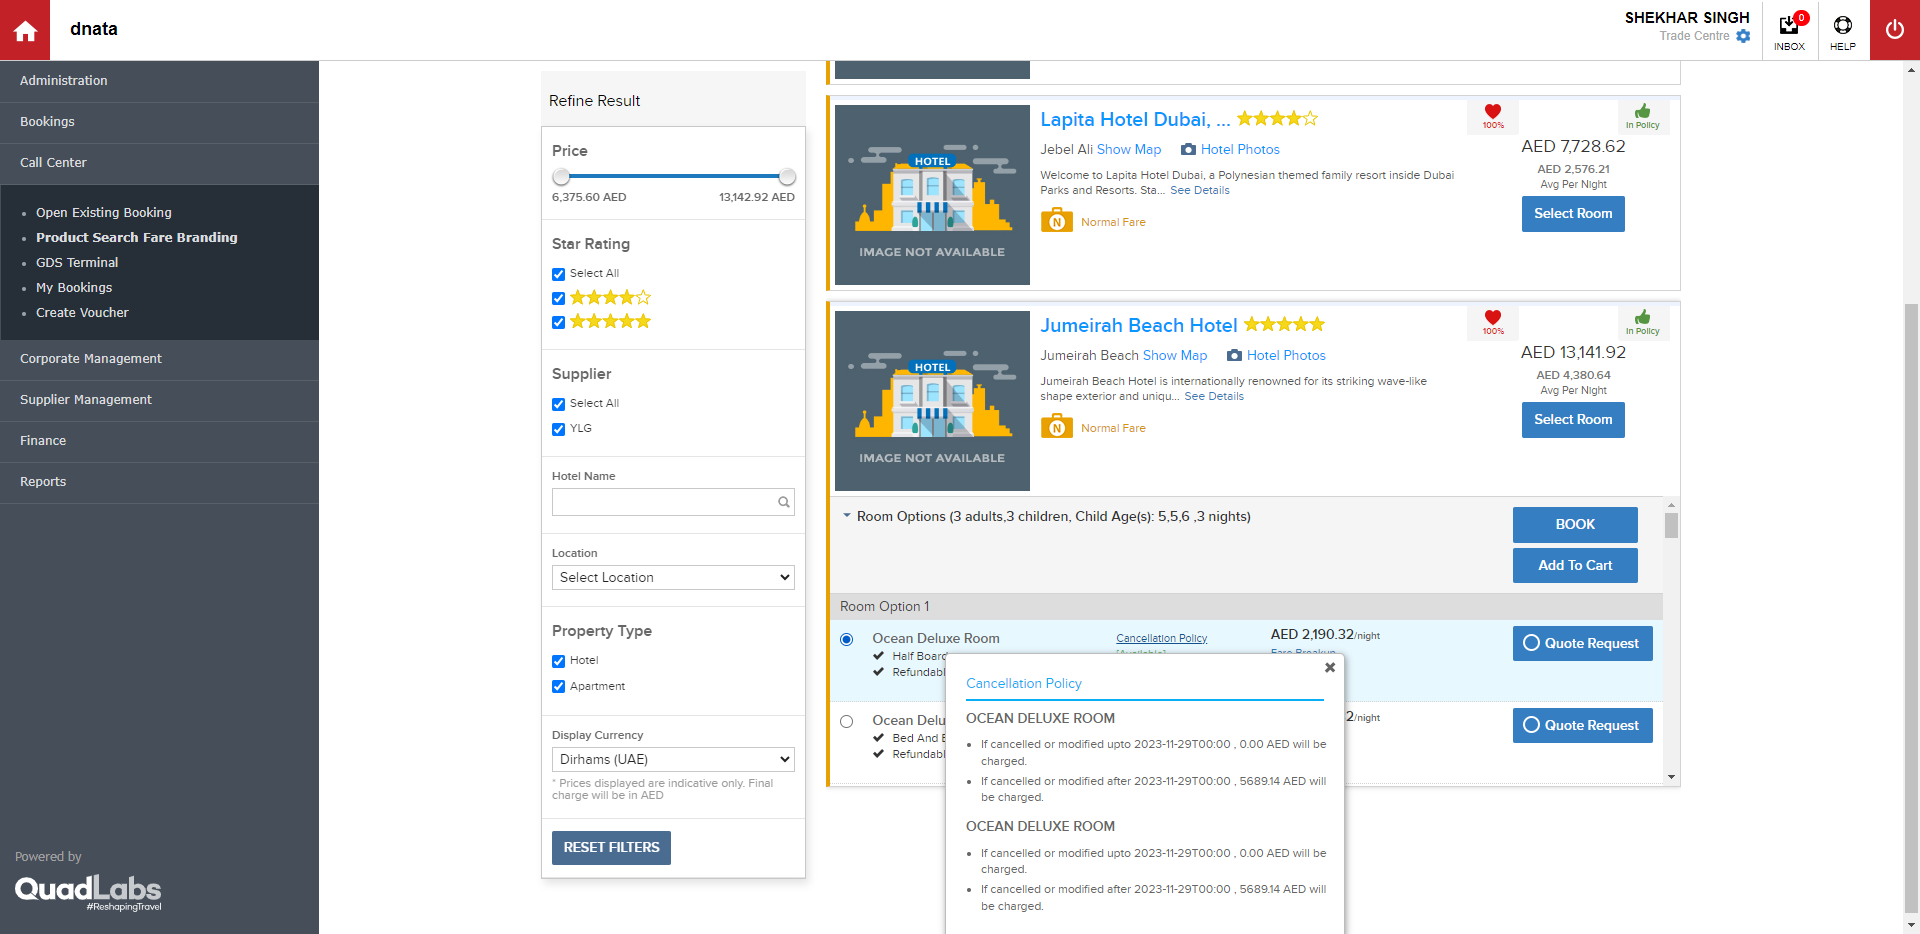 dnata
SHEKHAR SINGH
Trade Centre
0
INBOX
HELP
Administration
Bookings
Call Center
Open Existing Booking
Product Search Fare Branding
GDS Terminal
My Bookings
Create Voucher
Corporate Management
Supplier Management
Finance
Reports
Powered by
QuadLabs
#ReshapingTravel
Refine Result
Price
6,375.60 AED 13,142.92 AED
Star Rating
Select All
Supplier
Select All
YLG
Hotel Name
Location
Select Location
Property Type
Hotel
Apartment
Display Currency
Dirhams (UAE)
* Prices displayed are indicative only. Final
charge will be in AED
RESET FILTERS
HOTEL
IMAGE NOT AVAILABLE
Lapita Hotel Dubai, ...
Jebel Ali Show Map Hotel Photos
Welcome to Lapita Hotel Dubai, a Polynesian themed family resort inside Dubai
Parks and Resorts. Sta... See Details
N Normal Fare
100%
In Policy
AED 7,728.62
AED 2,576.21
Avg Per Night
Select Room
HOTEL
IMAGE NOT AVAILABLE
Jumeirah Beach Hotel
Jumeirah Beach Show Map Hotel Photos
Jumeirah Beach Hotel is internationally renowned for its striking wave-like
shape exterior and uniqu... See Details
N Normal Fare
100%
In Policy
AED 13,141.92
AED 4,380.64
Avg Per Night
Select Room
Room Options (3 adults,3 children, Child Age(s): 5,5,6 ,3 nights)
BOOK
Add To Cart
Room Option 1
Ocean Deluxe Room Cancellation Policy AED 2,190.32/night
Half Board
Refundabl
Quote Request
Ocean Delu 2/night
Bed And B
Refundabl
Quote Request
Cancellation Policy
OCEAN DELUXE ROOM
If cancelled or modified upto 2023-11-29T00:00 , 0.00 AED will be
charged.
If cancelled or modified after 2023-11-29T00:00 , 5689.14 AED will
be charged.
OCEAN DELUXE ROOM
If cancelled or modified upto 2023-11-29T00:00 , 0.00 AED will be
charged.
If cancelled or modified after 2023-11-29T00:00 , 5689.14 AED will
be charged.